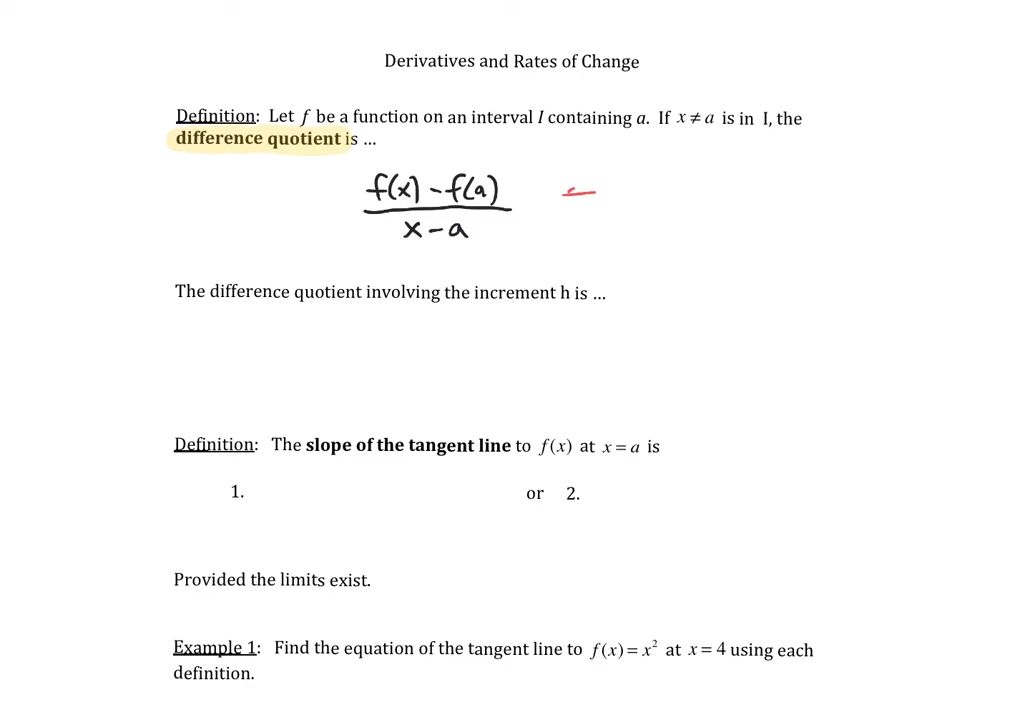 Derivatives and Rates of Change
Definition: Let f be a function on an interval I containing a. If x ≠ a is in I, the
difference quotient is ...
f(x) - f(a)
x - a
The difference quotient involving the increment h is ...
Definition: The slope of the tangent line to f(x) at x = a is
1. or 2.
Provided the limits exist.
Example 1: Find the equation of the tangent line to f(x) = x² at x = 4 using each
definition.